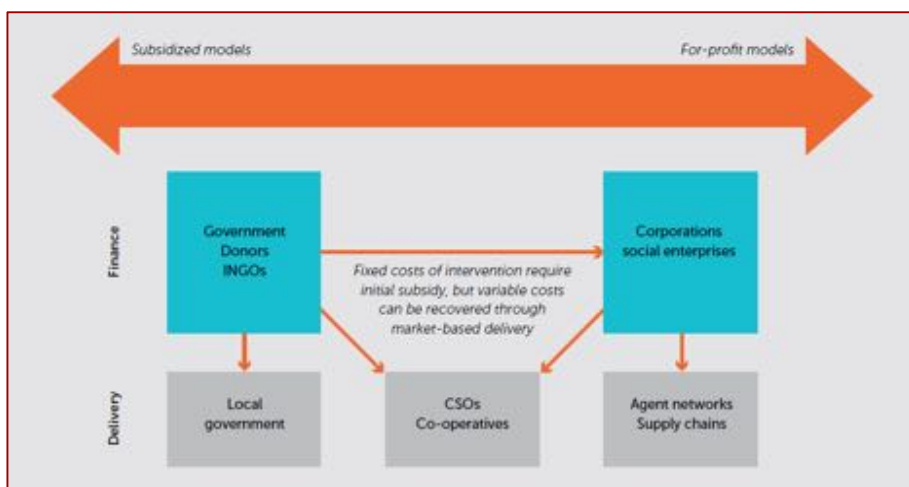 Subsidized models
For-profit models
Finance
Government
Donors
INGOs
Fixed costs of intervention require
initial subsidy, but variable costs
can be recovered through
market-based delivery
Corporations
social enterprises
Delivery
Local
government
CSOs
Co-operatives
Agent networks
Supply chains